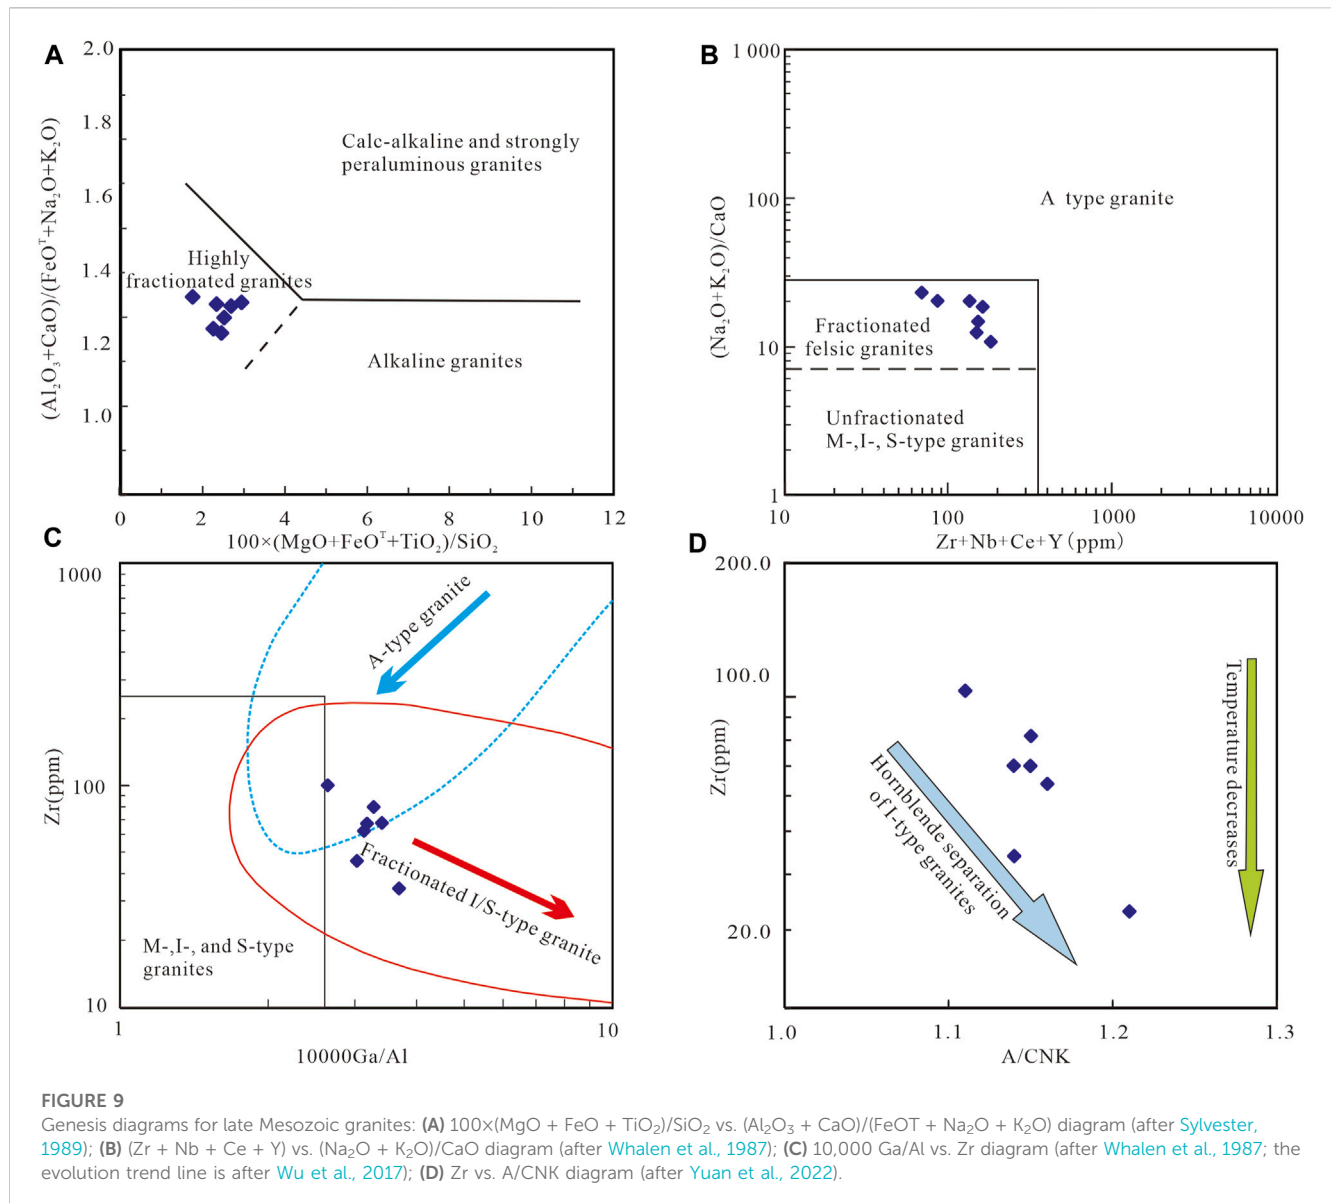 A
2.0
1.8
1.6
1.4
1.2
1.0
(Al₂O₃+CaO)/(FeOᵀ+Na₂O+K₂O)
Calc-alkaline and strongly
peraluminous granites
Highly
fractionated granites
Alkaline granites
0 2 4 6 8 10 12
100×(MgO+FeOᵀ+TiO₂)/SiO₂
B
1 000
100
10
1
(Na₂O+K₂O)/CaO
A type granite
Fractionated
felsic granites
Unfractionated
M-,I-, S-type granites
10 100 1000 10000
Zr+Nb+Ce+Y (ppm)
C
1000
100
10
Zr(ppm)
A-type granite
Fractionated I/S-type granite
M-,I-, and S-type
granites
1 10
10000Ga/Al
D
200.0
100.0
20.0
Zr(ppm)
Hornblende separation
of I-type granites
Temperature decreases
1.0 1.1 1.2 1.3
A/CNK
FIGURE 9
Genesis diagrams for late Mesozoic granites: (A) 100×(MgO + FeO + TiO₂)/SiO₂ vs. (Al₂O₃ + CaO)/(FeOT + Na₂O + K₂O) diagram (after Sylvester,
1989); (B) (Zr + Nb + Ce + Y) vs. (Na₂O + K₂O)/CaO diagram (after Whalen et al., 1987); (C) 10,000 Ga/Al vs. Zr diagram (after Whalen et al., 1987; the
evolution trend line is after Wu et al., 2017); (D) Zr vs. A/CNK diagram (after Yuan et al., 2022).